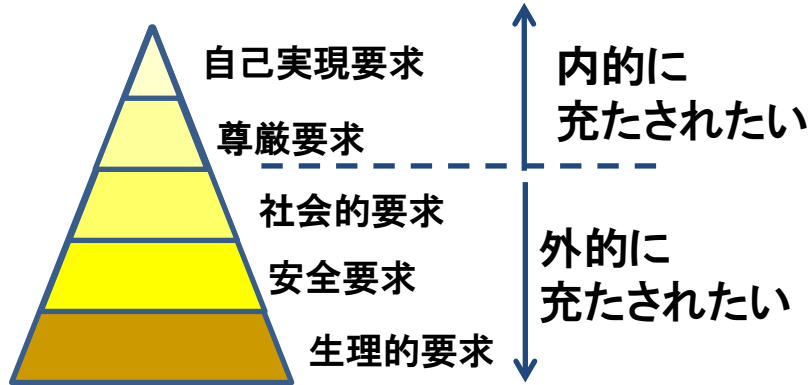 自己実現要求
尊厳要求
社会的要求
安全要求
生理的要求
内的に
充たされたい
外的に
充たされたい